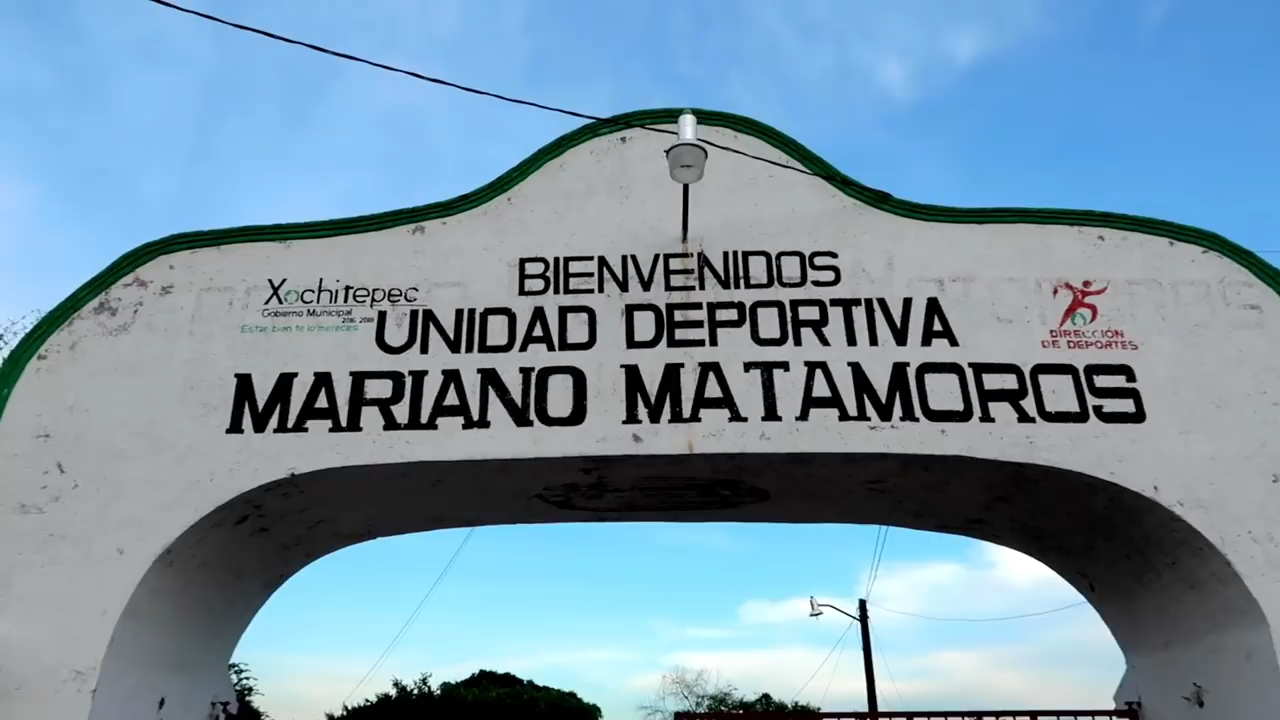 BIENVENIDOS
Xochitepec
Gobierno Municipal
Estar bien te lo mereces
UNIDAD DEPORTIVA
DIRECCIÓN
DE DEPORTES
MARIANO MATAMOROS